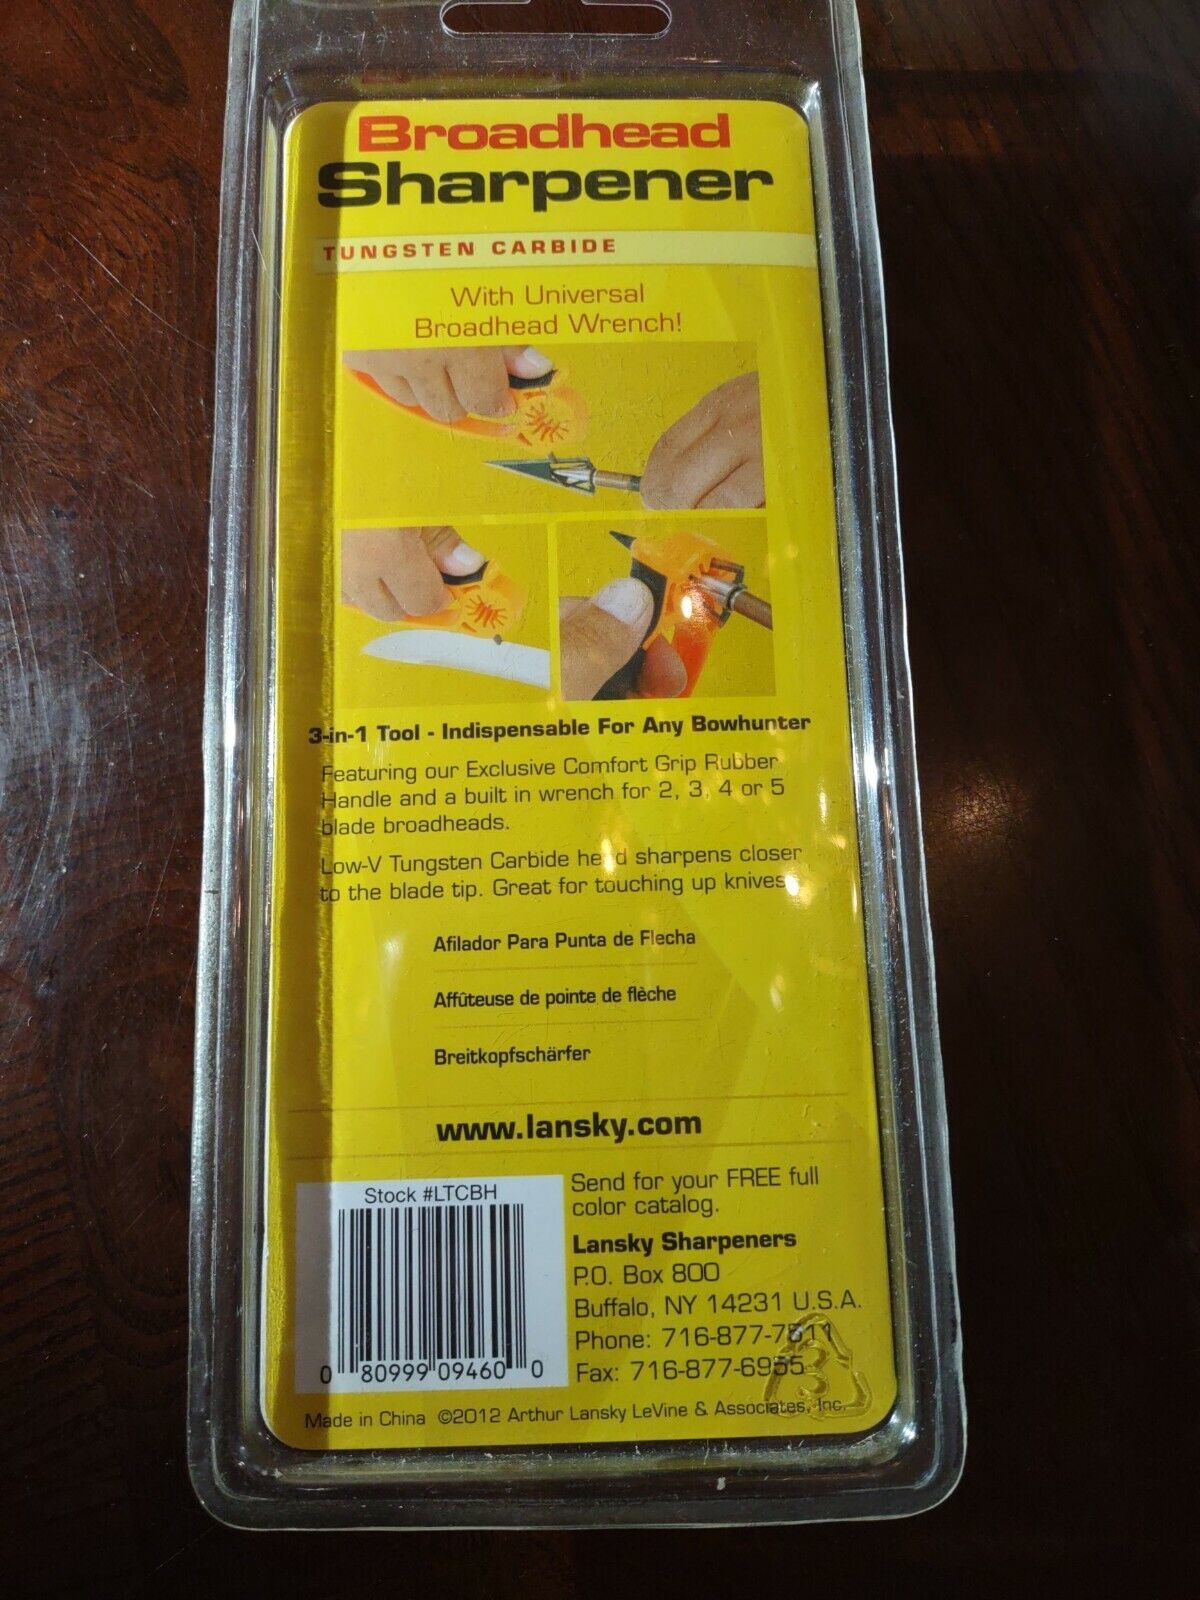 Broadhead
Sharpener
TUNGSTEN CARBIDE
With Universal
Broadhead Wrench!
3-in-1 Tool - Indispensable For Any Bowhunter
Featuring our Exclusive Comfort Grip Rubber
Handle and a built in wrench for 2, 3, 4 or 5
blade broadheads.
Low-V Tungsten Carbide head sharpens closer
to the blade tip. Great for touching up knives.
Afilador Para Punta de Flecha
Affûteuse de pointe de flèche
Breitkopfschärfer
www.lansky.com
Stock #LTCBH
0 80999 09460 0
Send for your FREE full
color catalog.
Lansky Sharpeners
P.O. Box 800
Buffalo, NY 14231 U.S.A.
Phone: 716-877-7511
Fax: 716-877-6955
3
Made in China ©2012 Arthur Lansky LeVine & Associates, Inc.